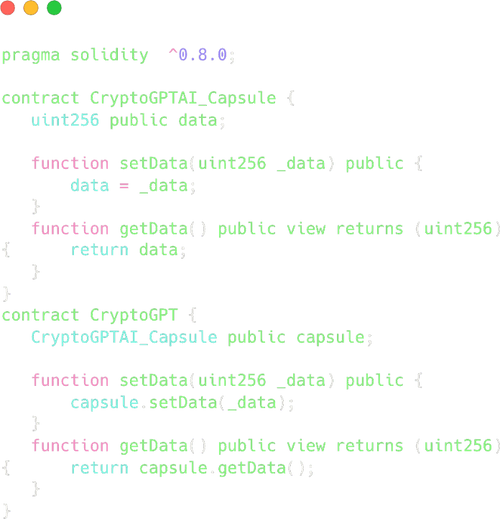 pragma solidity  ^0.8.0;

contract CryptoGPTAI_Capsule {
   uint256 public data;

   function setData(uint256 _data) public {
       data = _data;
   }
   function getData() public view returns (uint256)
{      return data;
   }
}
contract CryptoGPT {
   CryptoGPTAI_Capsule public capsule;

   function setData(uint256 _data) public {
       capsule.setData(_data);
   }
   function getData() public view returns (uint256)
{      return capsule.getData();
   }
}